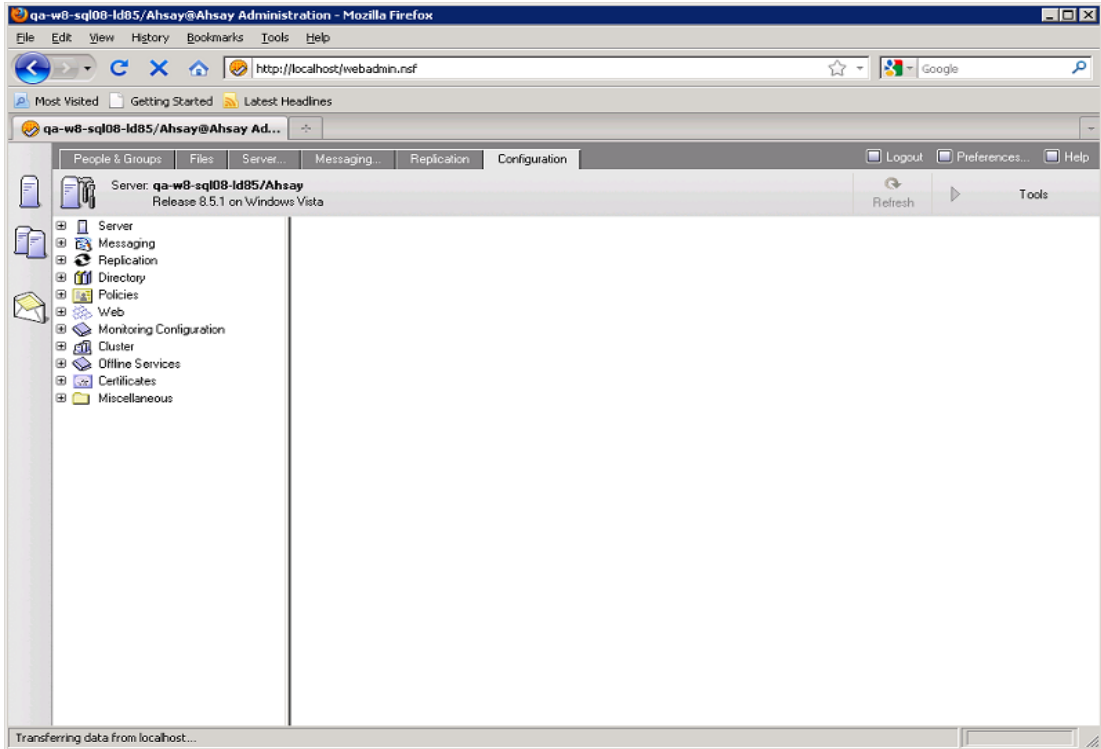 qa-w8-sql08-ld85/Ahsay@Ahsay Administration - Mozilla Firefox
File Edit View History Bookmarks Tools Help
http://localhost/webadmin.nsf
Google
Most Visited Getting Started Latest Headlines
qa-w8-sql08-ld85/Ahsay@Ahsay Ad...
People & Groups Files Server... Messaging... Replication Configuration Logout Preferences... Help
Server: qa-w8-sql08-ld85/Ahsay
Release 8.5.1 on Windows Vista
Refresh
Tools
Server
Messaging
Replication
Directory
Policies
Web
Monitoring Configuration
Cluster
Offline Services
Certificates
Miscellaneous
Transferring data from localhost...